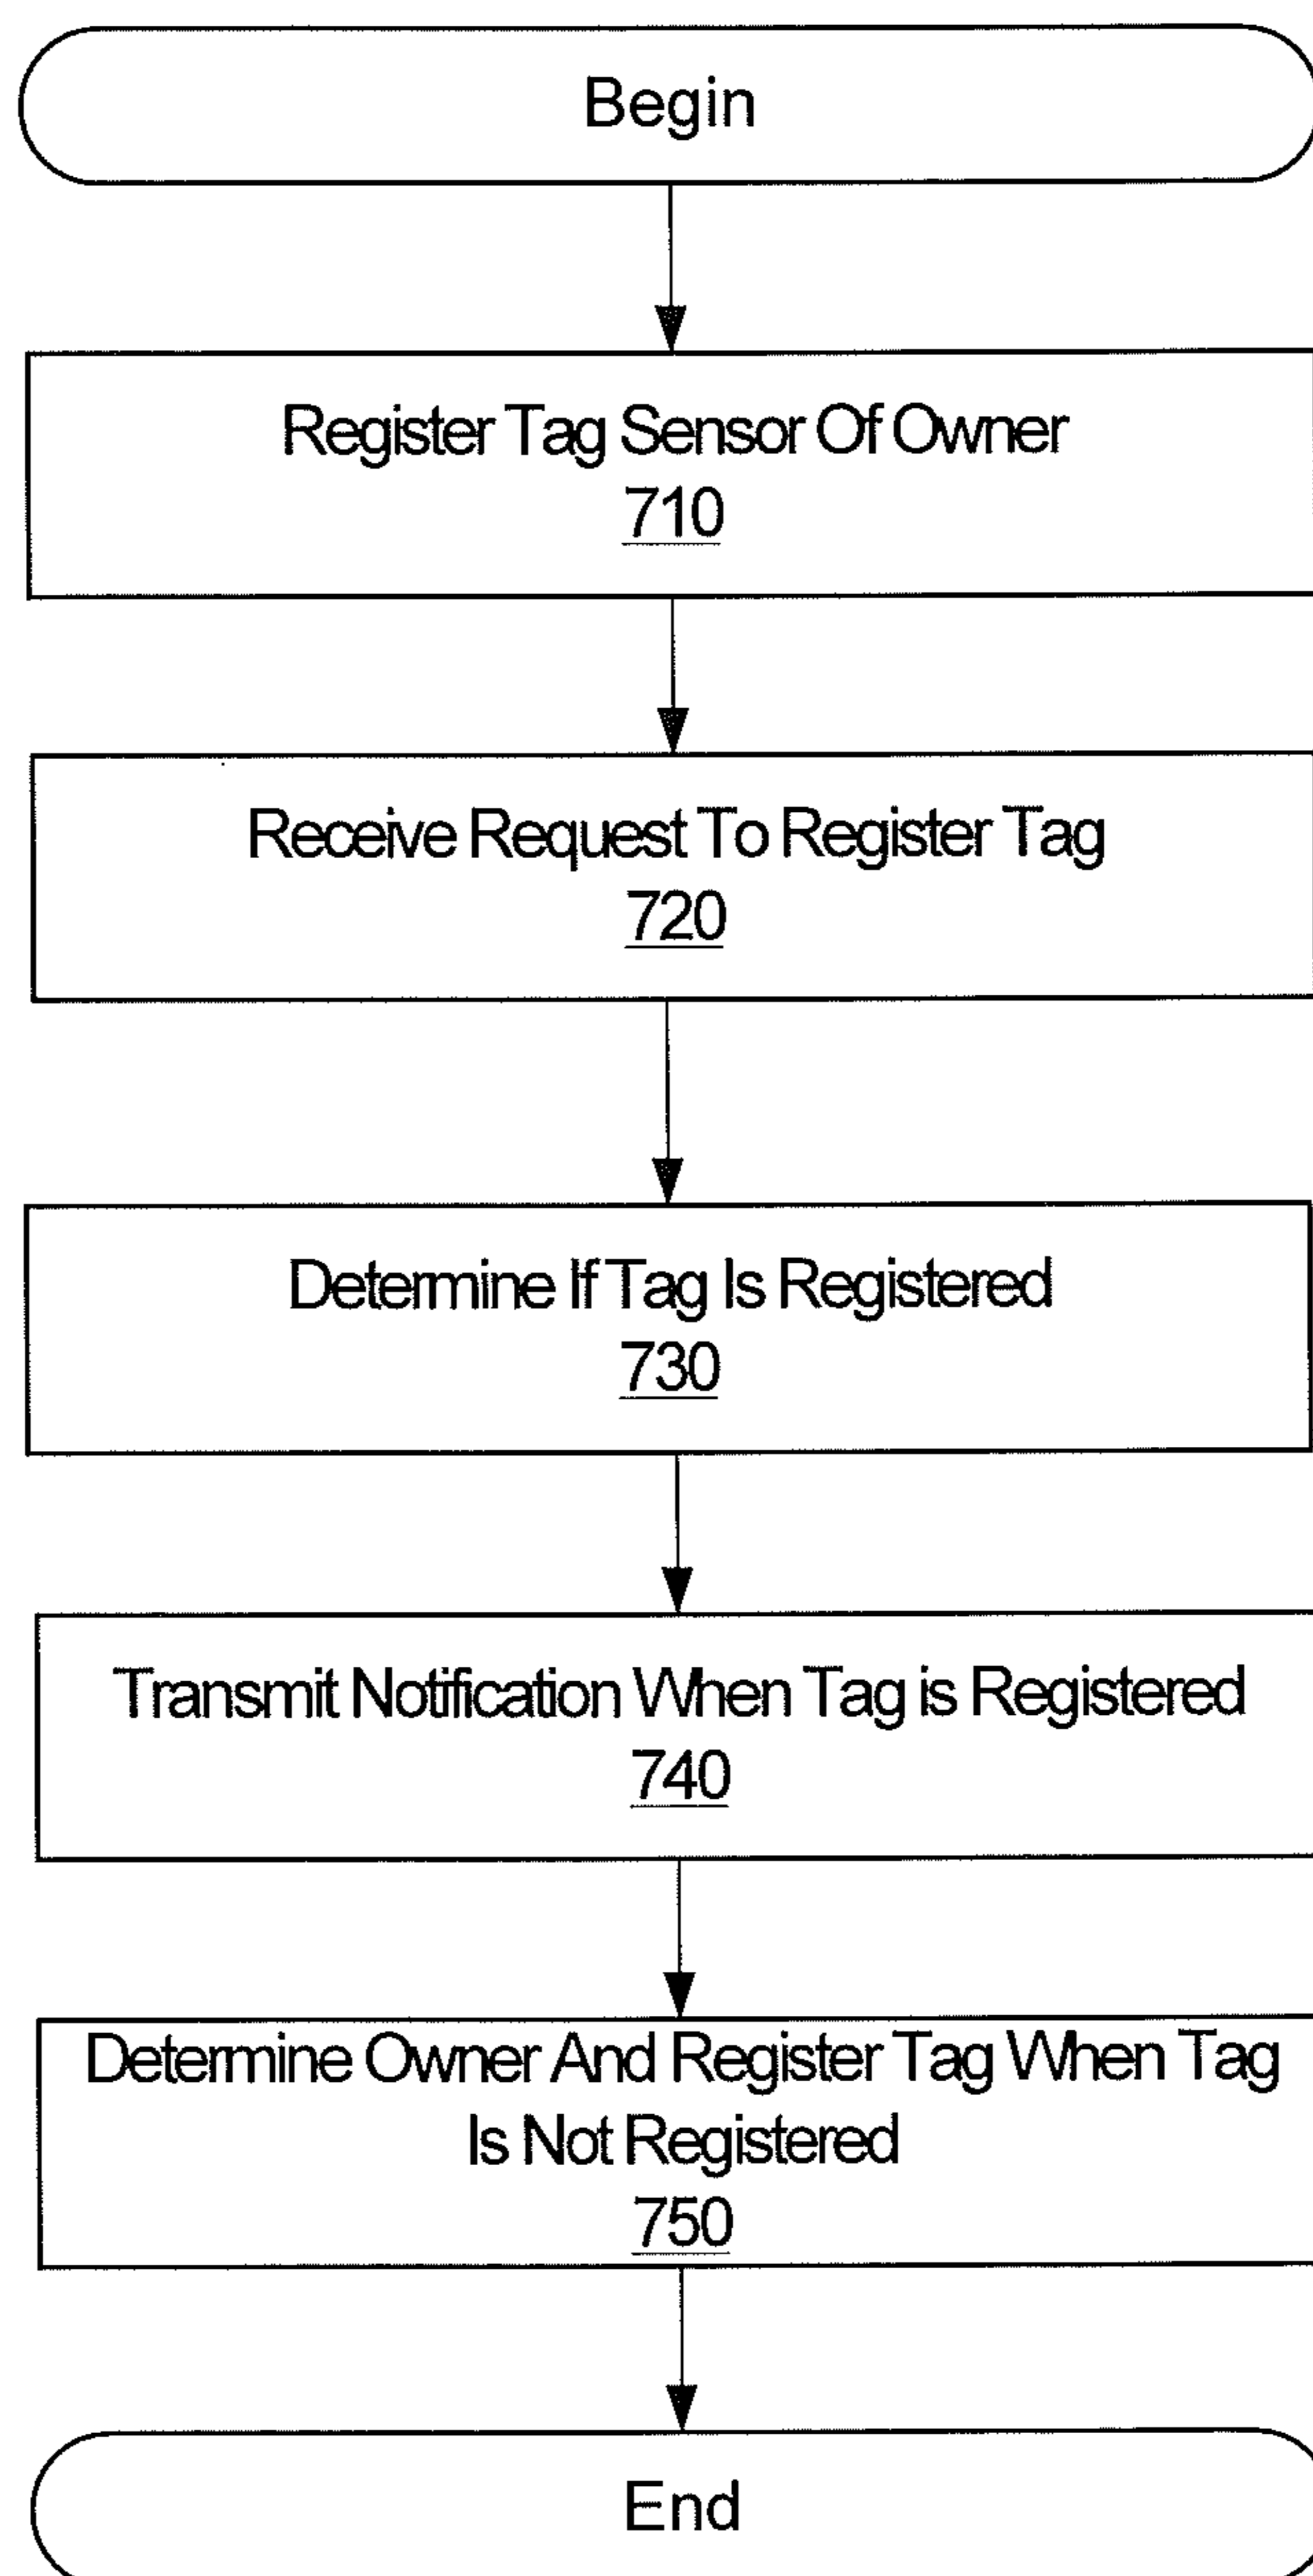 Begin
Register Tag Sensor Of Owner
710
Receive Request To Register Tag
720
Determine If Tag Is Registered
730
Transmit Notification When Tag is Registered
740
Determine Owner And Register Tag When Tag
Is Not Registered
750
End